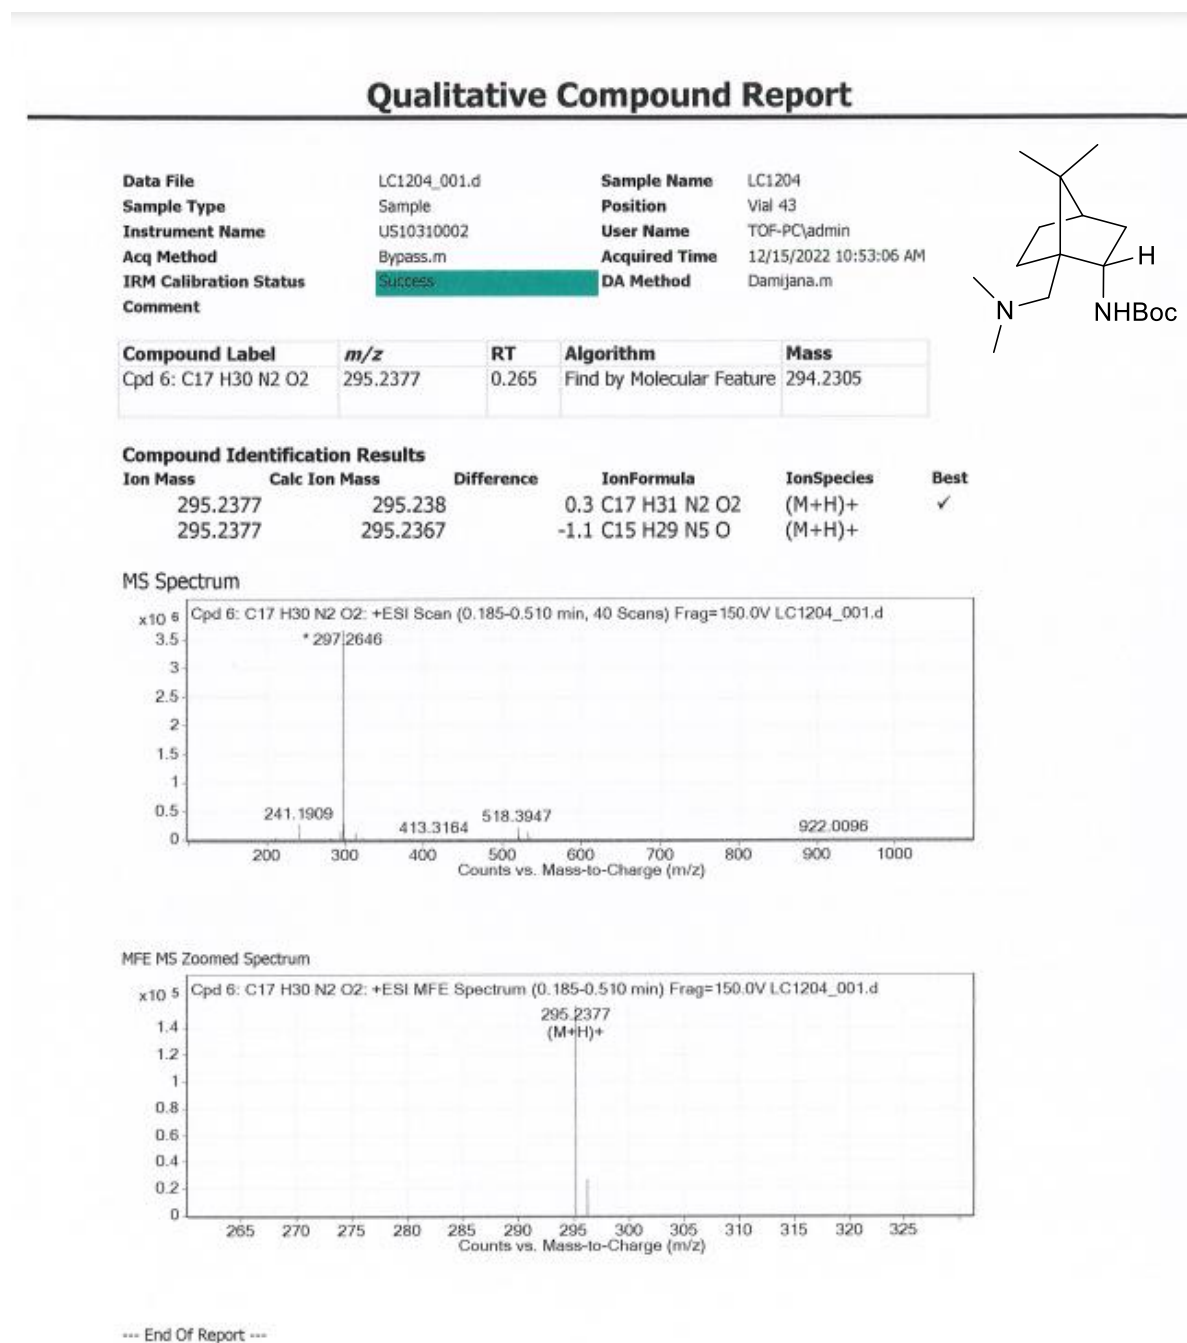 Qualitative Compound Report
Data File LC1204_001.d Sample Name LC1204
Sample Type Sample Position Vial 43
Instrument Name US10310002 User Name TOF-PC\admin
Acq Method Bypass.m Acquired Time 12/15/2022 10:53:06 AM
IRM Calibration Status Success DA Method Damijana.m
Comment
H
N
NHBoc
Compound Label m/z RT Algorithm Mass
Cpd 6: C17 H30 N2 O2 295.2377 0.265 Find by Molecular Feature 294.2305
Compound Identification Results
Ion Mass Calc Ion Mass Difference IonFormula IonSpecies Best
295.2377 295.238 0.3 C17 H31 N2 O2 (M+H)+ ✓
295.2377 295.2367 -1.1 C15 H29 N5 O (M+H)+
MS Spectrum
x10 6 Cpd 6: C17 H30 N2 O2: +ESI Scan (0.185-0.510 min, 40 Scans) Frag=150.0V LC1204_001.d
3.5 * 297.2646
3
2.5
2
1.5
1
0.5 241.1909 413.3164 518.3947 922.0096
0
200 300 400 500 600 700 800 900 1000
Counts vs. Mass-to-Charge (m/z)
MFE MS Zoomed Spectrum
x10 5 Cpd 6: C17 H30 N2 O2: +ESI MFE Spectrum (0.185-0.510 min) Frag=150.0V LC1204_001.d
295.2377
1.4 (M+H)+
1.2
1
0.8
0.6
0.4
0.2
0
265 270 275 280 285 290 295 300 305 310 315 320 325
Counts vs. Mass-to-Charge (m/z)
--- End Of Report ---